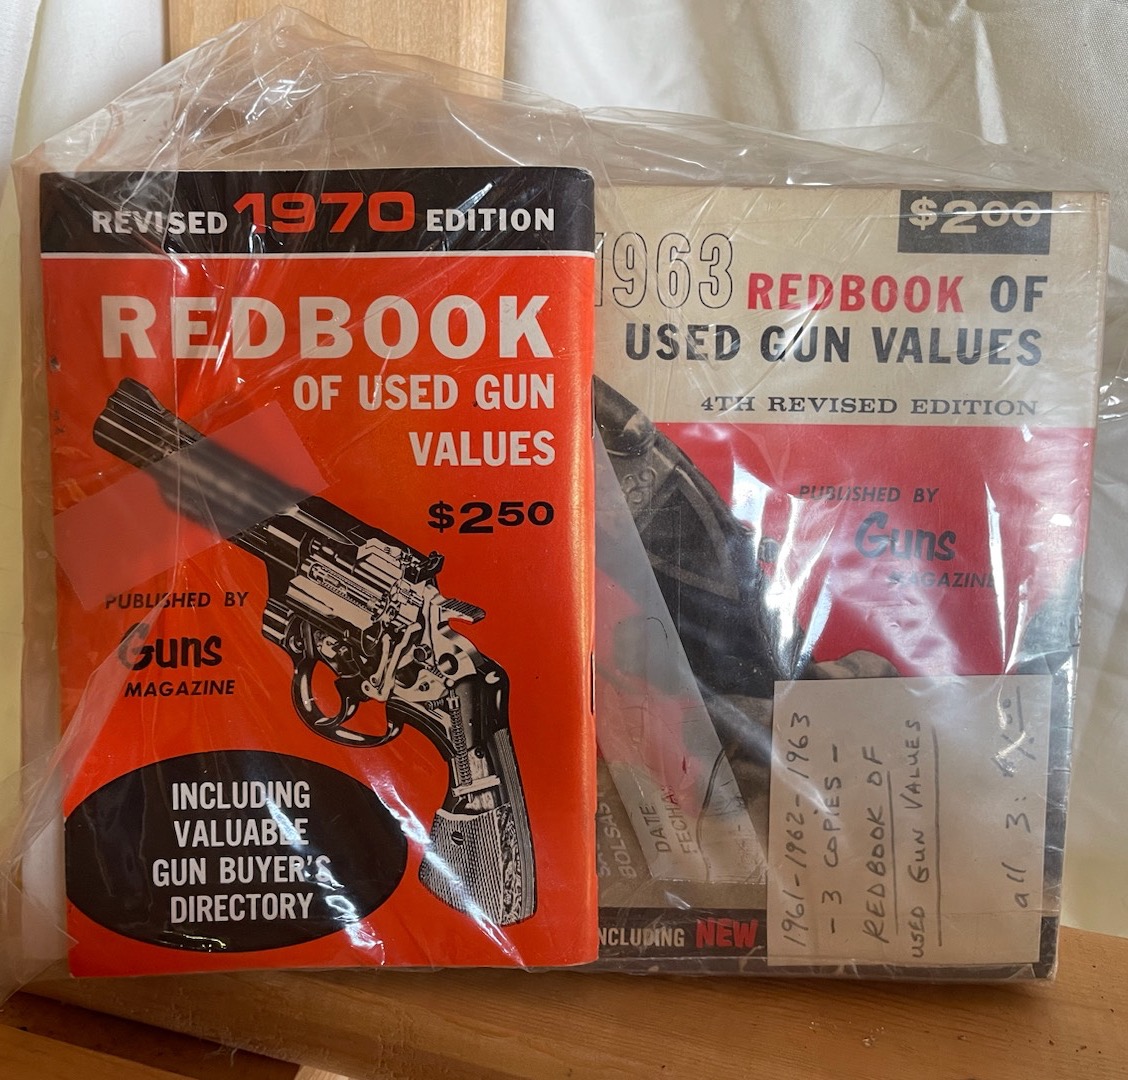 REVISED 1970 EDITION
REDBOOK
OF USED GUN
VALUES
$2.50
PUBLISHED BY
Guns
MAGAZINE
INCLUDING
VALUABLE
GUN BUYER'S
DIRECTORY
$2.00
1963 REDBOOK OF
USED GUN VALUES
4TH REVISED EDITION
PUBLISHED BY
Guns
MAGAZINE
BOLSAS
DATE
FECHA
INCLUDING NEW
1961-1962-1963
- 3 COPIES -
REDBOOK OF
USED GUN VALUES
all 3: